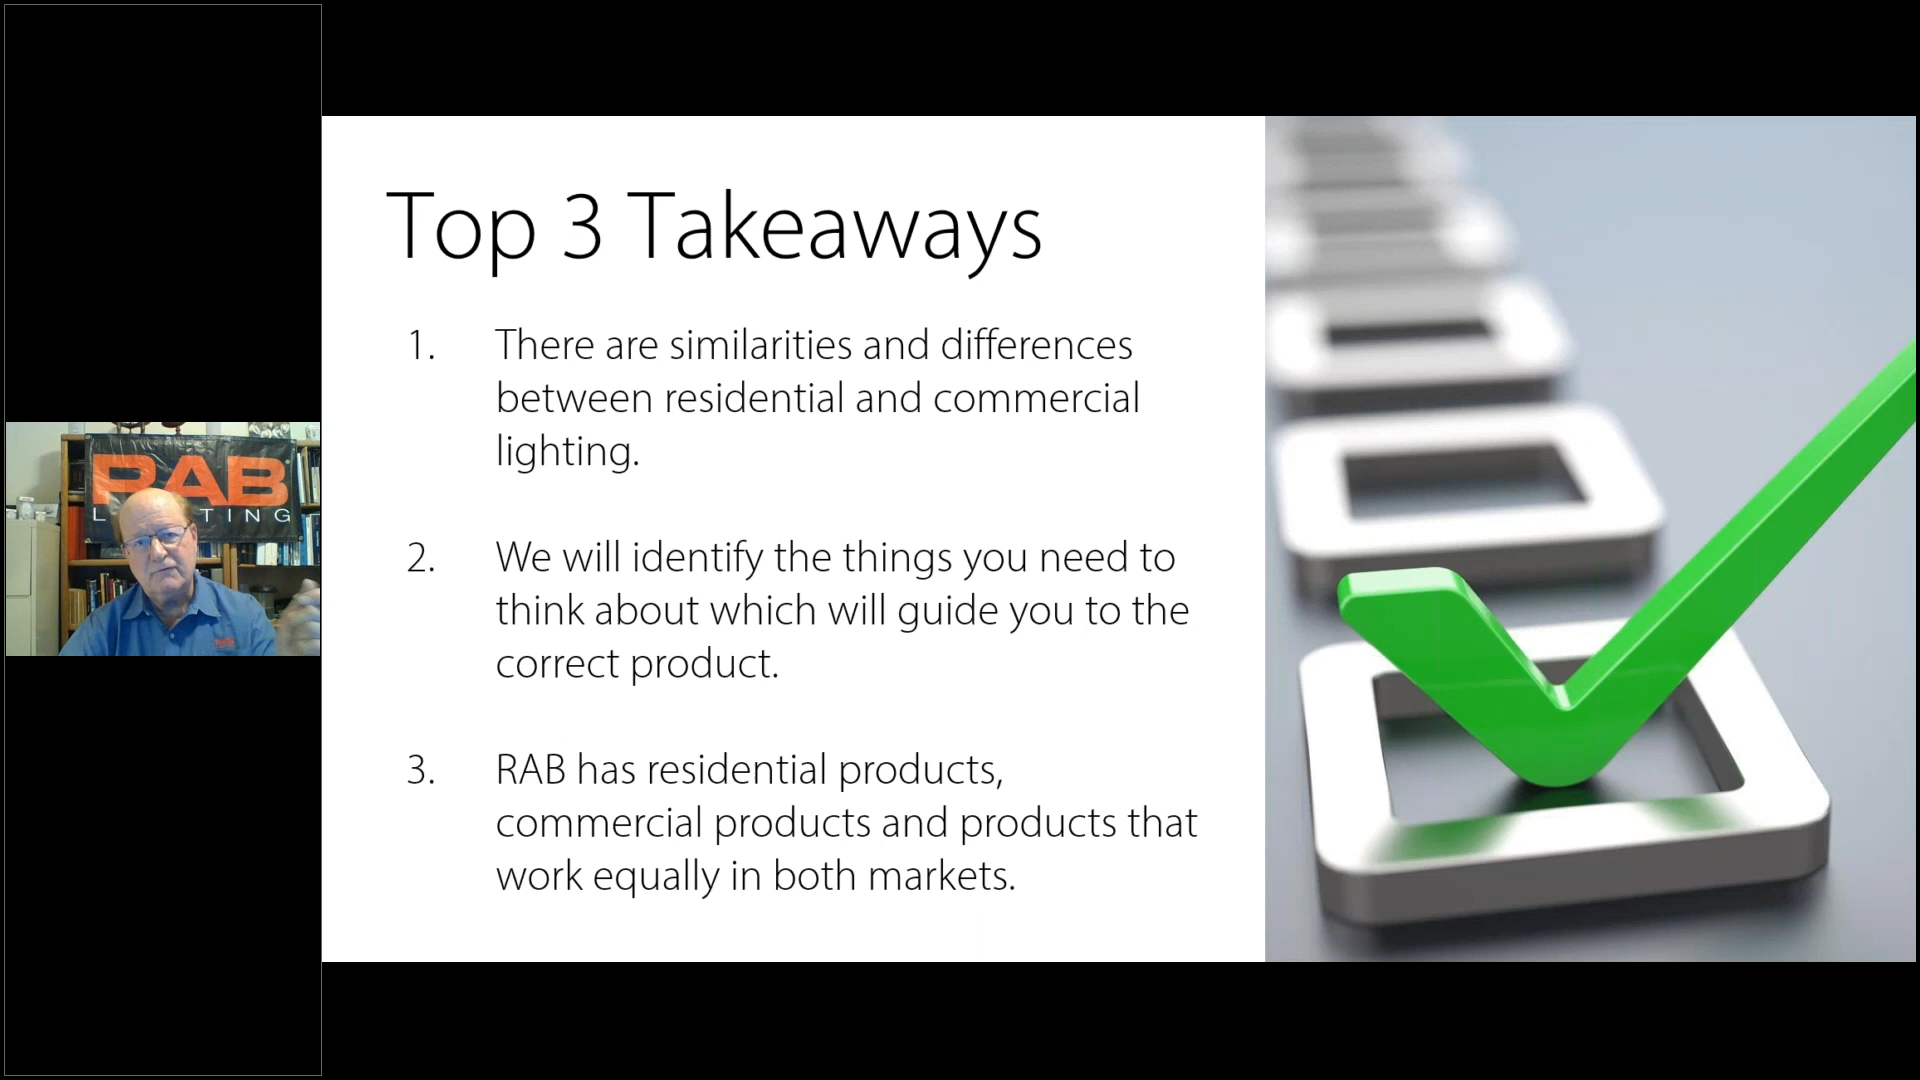 RAB
L TING
RAB
Top 3 Takeaways
1. There are similarities and differences
between residential and commercial
lighting.
2. We will identify the things you need to
think about which will guide you to the
correct product.
3. RAB has residential products,
commercial products and products that
work equally in both markets.